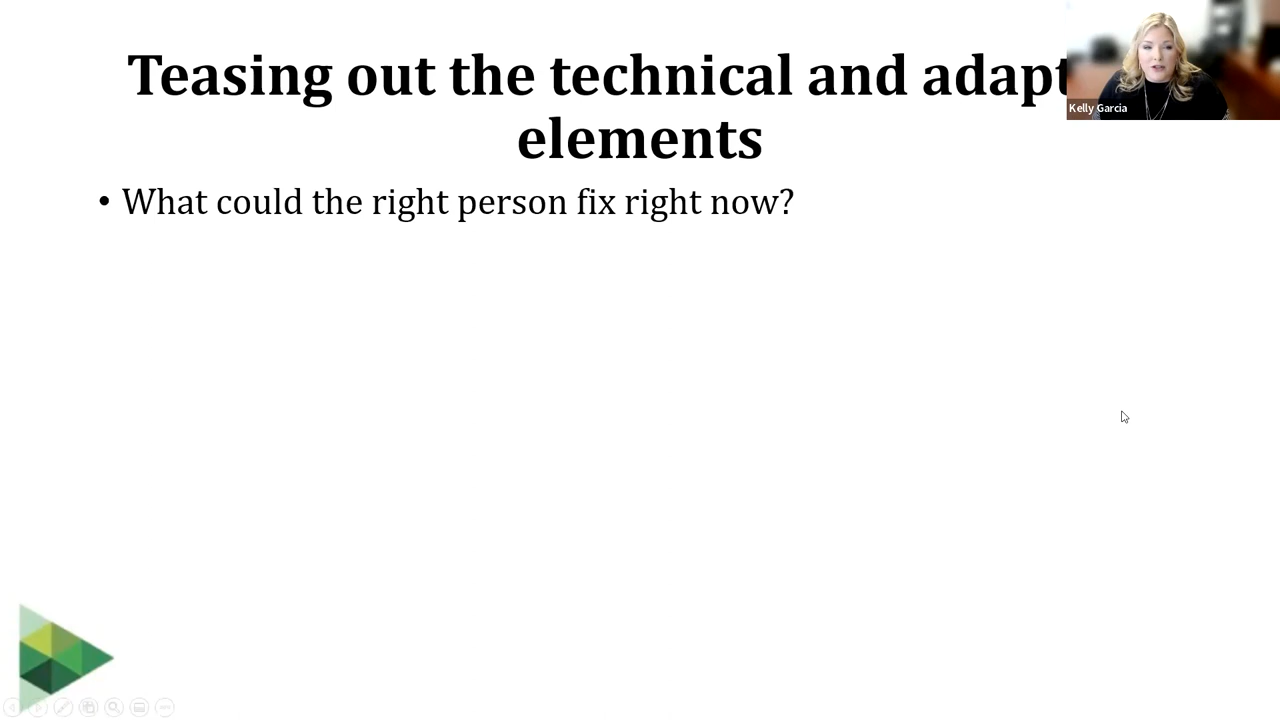 Teasing out the technical and adapt
elements
• What could the right person fix right now?
Kelly Garcia